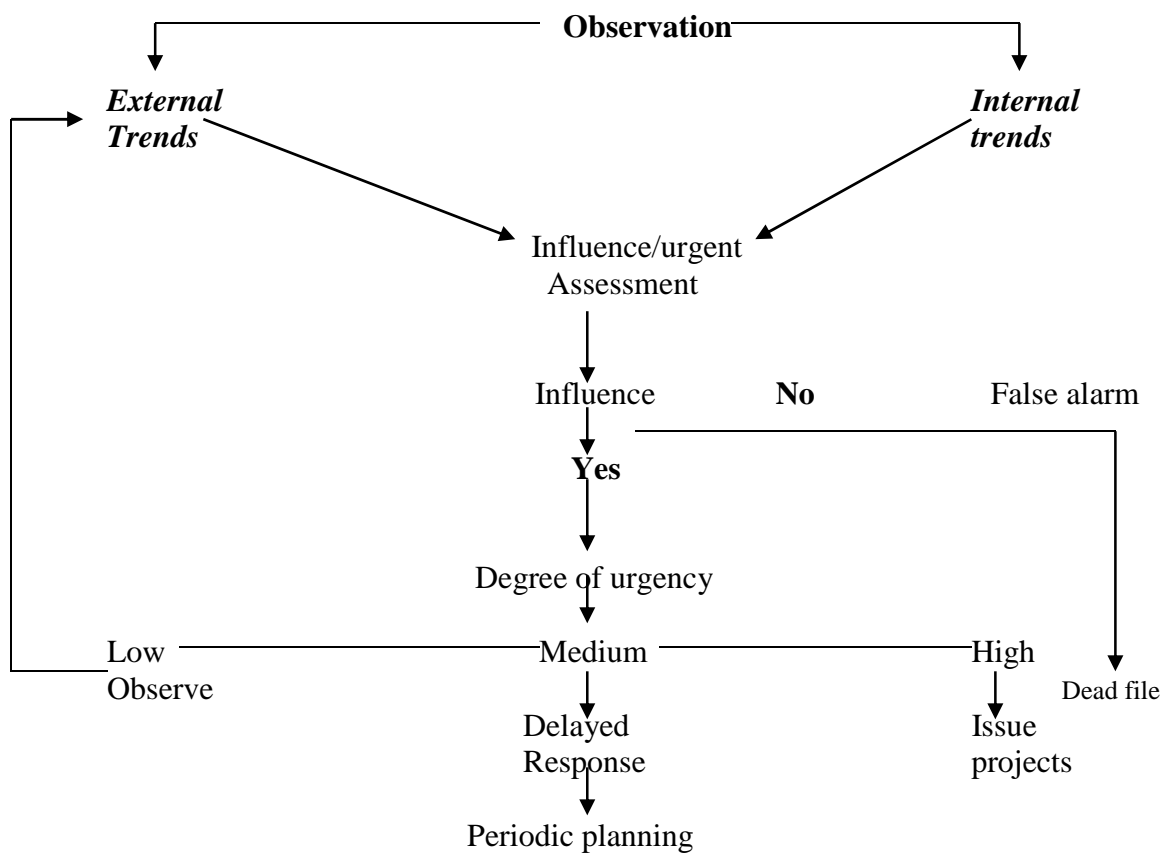 Observation
External
Trends
Internal
trends
Influence/urgent
Assessment
Influence
No
False alarm
Yes
Degree of urgency
Low
Observe
Medium
High
Dead file
Delayed
Response
Issue
projects
Periodic planning